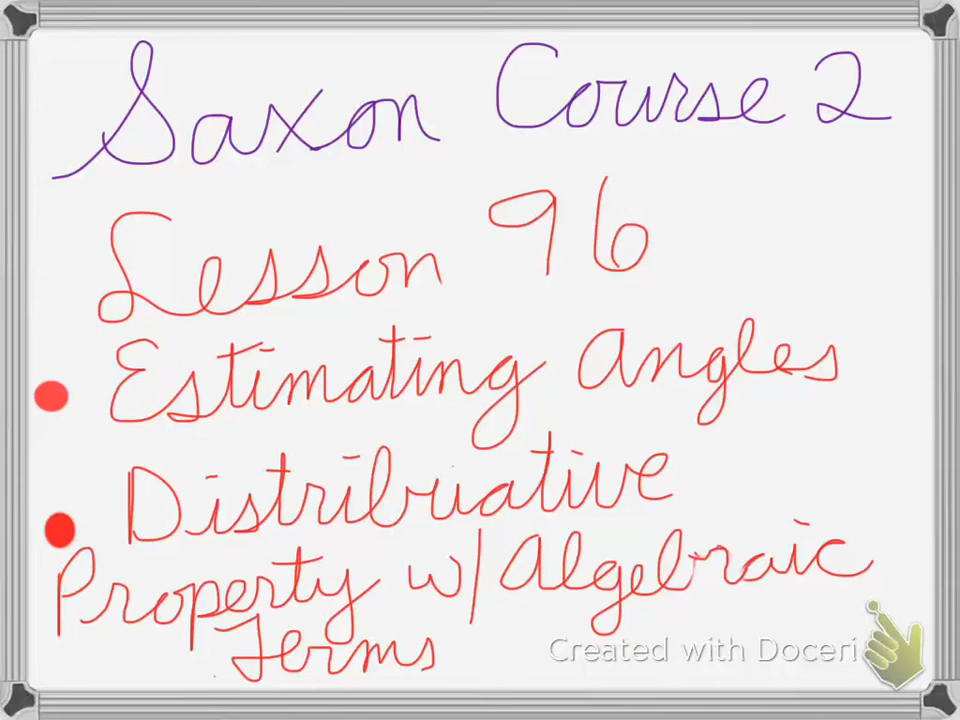 Saxon Course 2
Lesson 96
Estimating Angles
Distribuative
Property w/ Algebraic
Terms
Created with Doceri